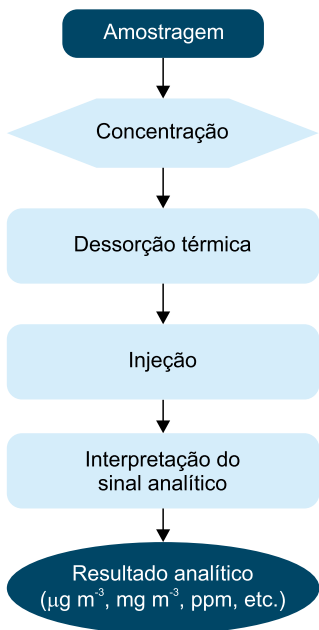 Amostragem
Concentração
Dessorção térmica
Injeção
Interpretação do
sinal analítico
Resultado analítico
(µg m⁻³, mg m⁻³, ppm, etc.)